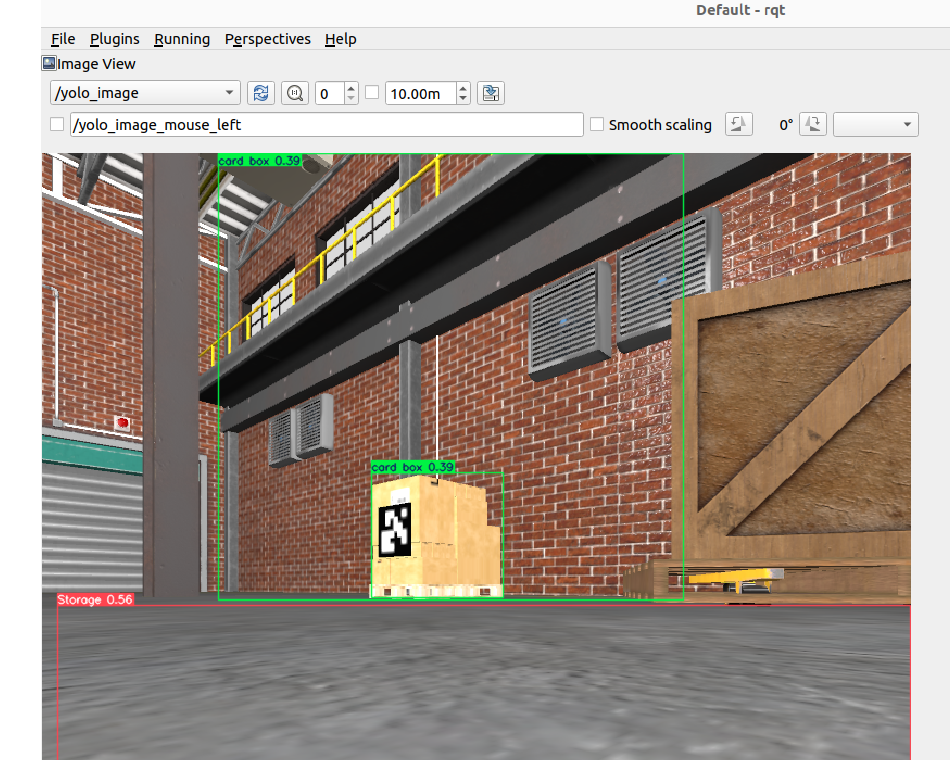 Default - rqt
File Plugins Running Perspectives Help
Image View
/yolo_image 0 10.00m
/yolo_image_mouse_left Smooth scaling 0°
card box 0.39
card box 0.39
Storage 0.56